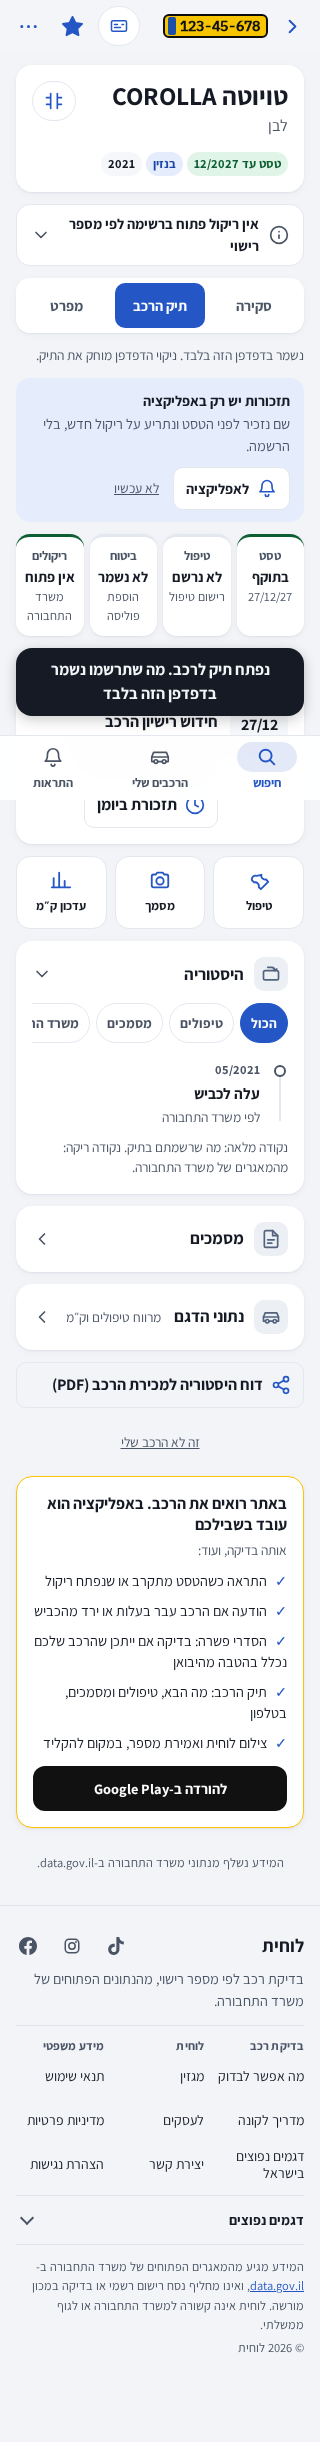 123-45-678
טויוטה COROLLA
לבן
טסט עד 12/2027
בנזין
2021
אין ריקול פתוח ברשימה לפי מספר
רישוי
סקירה
תיק הרכב
מפרט
נשמר בדפדפן הזה בלבד. ניקוי הדפדפן מוחק את התיק.
תזכורות יש רק באפליקציה
שם נזכיר לפני הטסט ונתריע על ריקול חדש, בלי
הרשמה.
לאפליקציה
לא עכשיו
טסט
בתוקף
27/12/27
טיפול
לא נרשם
רישום טיפול
ביטוח
לא נשמר
הוספת
פוליסה
ריקולים
אין פתוח
משרד
התחבורה
נפתח תיק לרכב. מה שתרשמו נשמר
בדפדפן הזה בלבד
27/12
חידוש רישיון הרכב
חיפוש
הרכבים שלי
התראות
תזכורת ביומן
טיפול
מסמך
עדכון ק״מ
היסטוריה
הכול
טיפולים
מסמכים
משרד הת
05/2021
עלה לכביש
לפי משרד התחבורה
נקודה מלאה: מה שרשמתם בתיק. נקודה ריקה:
מהמאגרים של משרד התחבורה.
מסמכים
נתוני הדגם
מרווח טיפולים וק״מ
דוח היסטוריה למכירת הרכב (PDF)
זה לא הרכב שלי
באתר רואים את הרכב. באפליקציה הוא
עובד בשבילכם
אותה בדיקה, ועוד:
✓ התראה כשהטסט מתקרב או שנפתח ריקול
✓ הודעה אם הרכב עבר בעלות או ירד מהכביש
✓ הסדרי פשרה: בדיקה אם ייתכן שהרכב שלכם
נכלל בהטבה מהיבואן
✓ תיק הרכב: מה הבא, טיפולים ומסמכים,
בטלפון
✓ צילום לוחית ואמירת מספר, במקום להקליד
להורדה ב-Google Play
המידע נשלף מנתוני משרד התחבורה ב-data.gov.il.
לוחית
בדיקת רכב לפי מספר רישוי, מהנתונים הפתוחים של
משרד התחבורה.
בדיקת רכב
מה אפשר לבדוק
מדריך לקונה
דגמים נפוצים
בישראל
לוחית
מגזין
לעסקים
יצירת קשר
מידע משפטי
תנאי שימוש
מדיניות פרטיות
הצהרת נגישות
דגמים נפוצים
המידע מגיע מהמאגרים הפתוחים של משרד התחבורה ב-
data.gov.il, ואינו מחליף נסח רישום רשמי או בדיקה במכון
מורשה. לוחית אינה קשורה למשרד התחבורה או לגוף
ממשלתי.
© 2026 לוחית